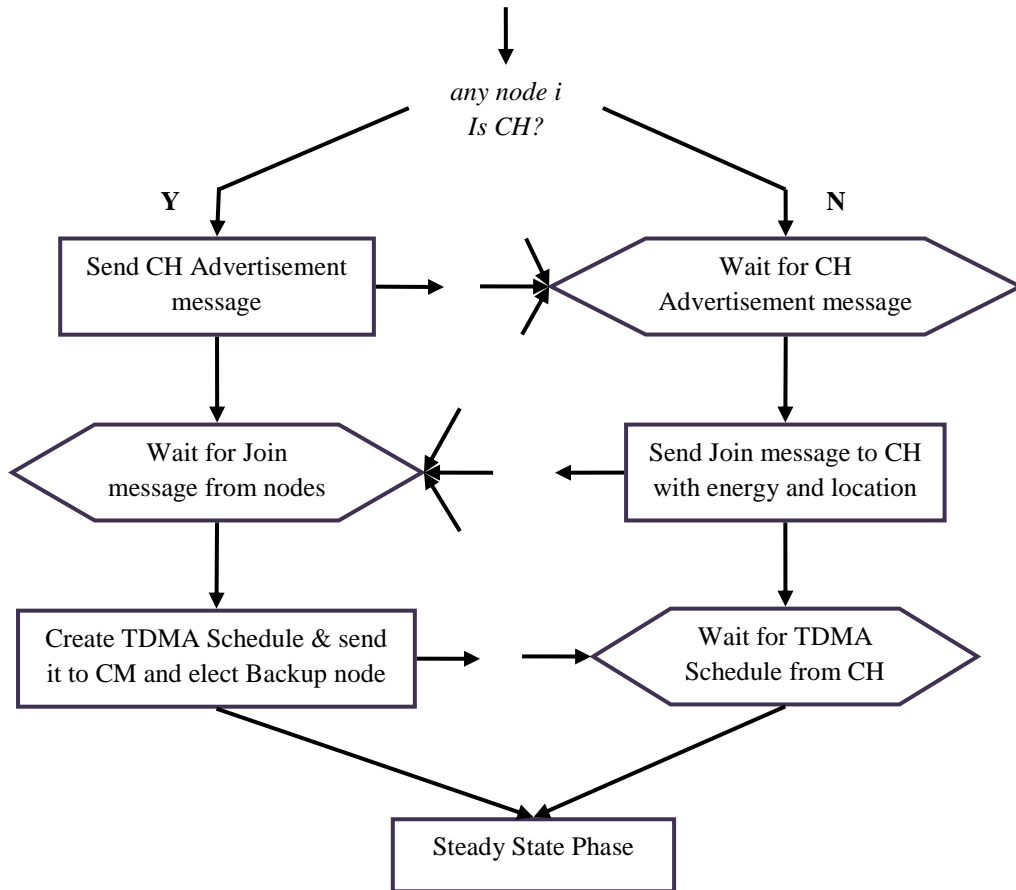 any node i
Is CH?
Y
N
Send CH Advertisement
message
Wait for CH
Advertisement message
Wait for Join
message from nodes
Send Join message to CH
with energy and location
Create TDMA Schedule & send
it to CM and elect Backup node
Wait for TDMA
Schedule from CH
Steady State Phase